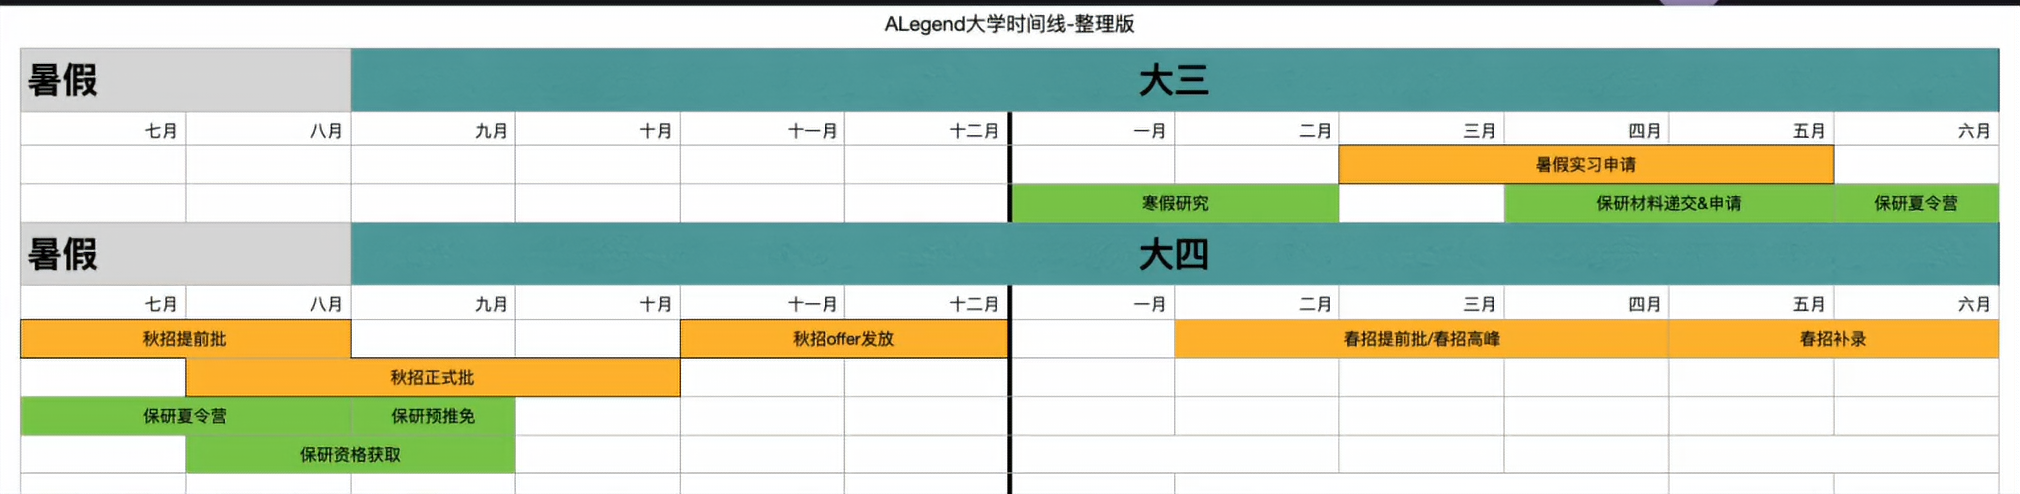 ALegend大学时间线-整理版
暑假 大三
七月 八月 九月 十月 十一月 十二月 一月 二月 三月 四月 五月 六月
暑假实习申请
寒假研究 保研材料递交&申请 保研夏令营
暑假 大四
七月 八月 九月 十月 十一月 十二月 一月 二月 三月 四月 五月 六月
秋招提前批 秋招offer发放 春招提前批/春招高峰 春招补录
秋招正式批
保研夏令营 保研预推免
保研资格获取